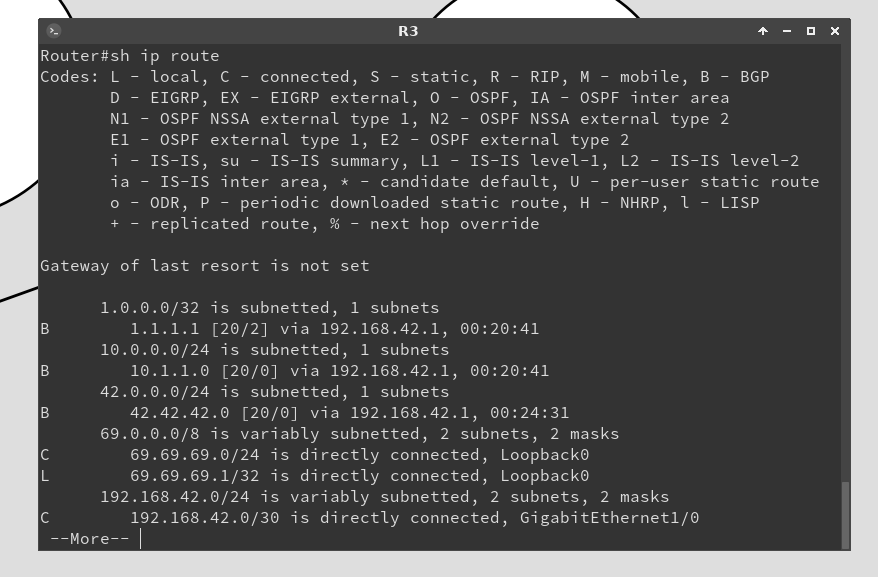 R3
Router#sh ip route
Codes: L - local, C - connected, S - static, R - RIP, M - mobile, B - BGP
       D - EIGRP, EX - EIGRP external, O - OSPF, IA - OSPF inter area
       N1 - OSPF NSSA external type 1, N2 - OSPF NSSA external type 2
       E1 - OSPF external type 1, E2 - OSPF external type 2
       i - IS-IS, su - IS-IS summary, L1 - IS-IS level-1, L2 - IS-IS level-2
       ia - IS-IS inter area, * - candidate default, U - per-user static route
       o - ODR, P - periodic downloaded static route, H - NHRP, l - LISP
       + - replicated route, % - next hop override
Gateway of last resort is not set
      1.0.0.0/32 is subnetted, 1 subnets
B        1.1.1.1 [20/2] via 192.168.42.1, 00:20:41
      10.0.0.0/24 is subnetted, 1 subnets
B        10.1.1.0 [20/0] via 192.168.42.1, 00:20:41
      42.0.0.0/24 is subnetted, 1 subnets
B        42.42.42.0 [20/0] via 192.168.42.1, 00:24:31
      69.0.0.0/8 is variably subnetted, 2 subnets, 2 masks
C        69.69.69.0/24 is directly connected, Loopback0
L        69.69.69.1/32 is directly connected, Loopback0
      192.168.42.0/24 is variably subnetted, 2 subnets, 2 masks
C        192.168.42.0/30 is directly connected, GigabitEthernet1/0
 --More--